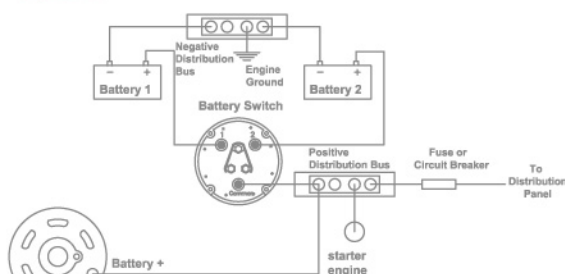 Negative
Distribution
Bus
Engine
Ground
- +
Battery 1
- +
Battery 2
Battery Switch
1 2
Common
Positive
Distribution Bus
Fuse or
Circuit Breaker
To
Distribution
Panel
starter
engine
Battery +